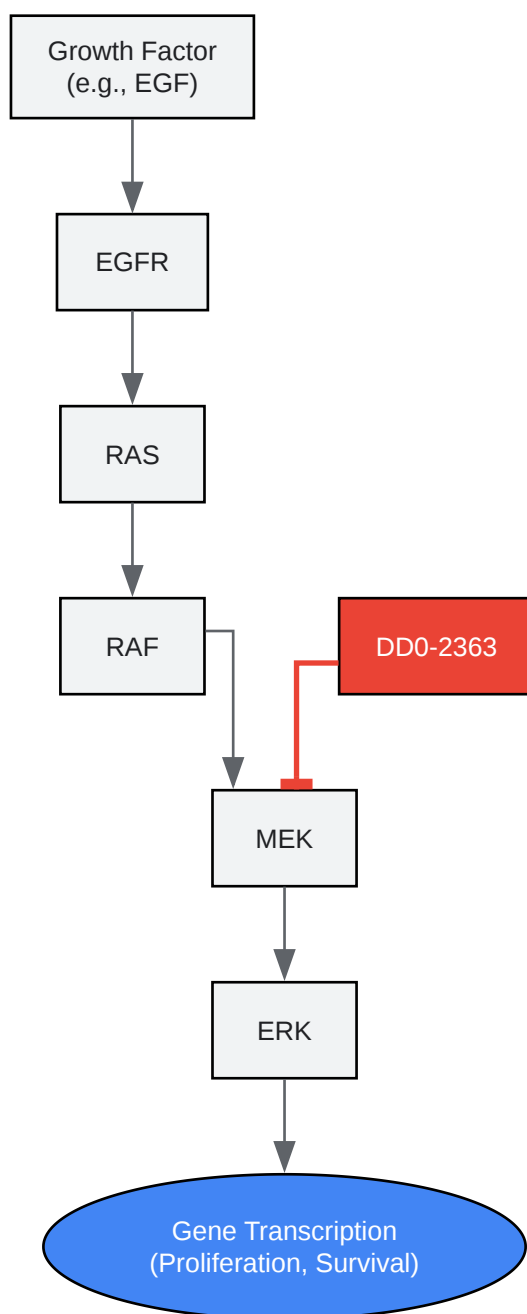 Growth Factor
(e.g., EGF)
EGFR
RAS
RAF
DD0-2363
MEK
ERK
Gene Transcription
(Proliferation, Survival)